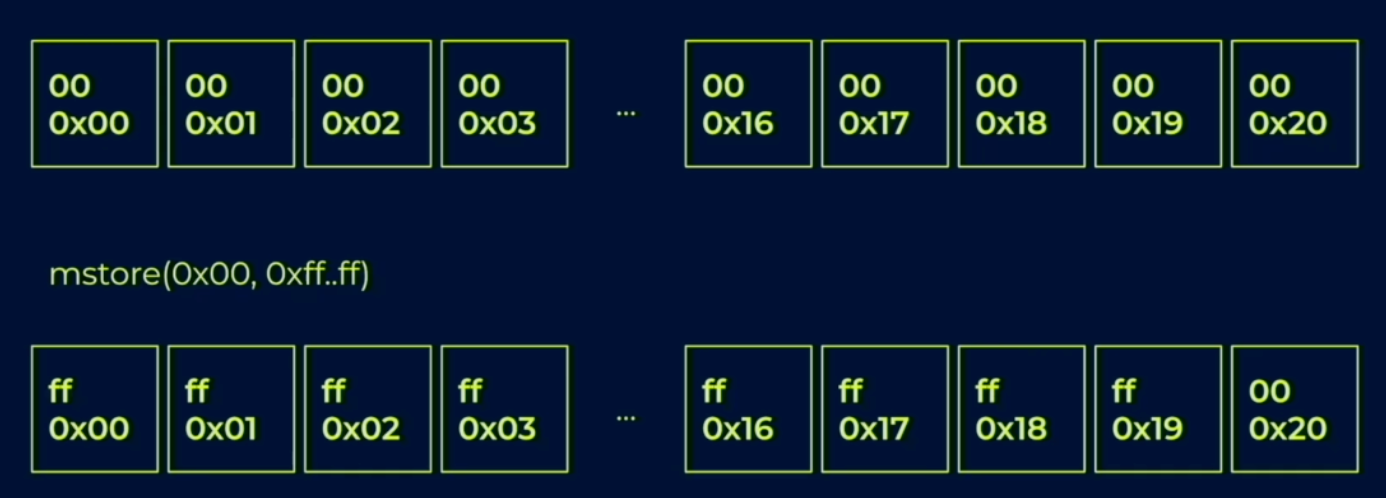 00 00 00 00 00 00 00 00 00
0x00 0x01 0x02 0x03 ... 0x16 0x17 0x18 0x19 0x20
mstore(0x00, 0xff..ff)
ff ff ff ff ff ff ff ff 00
0x00 0x01 0x02 0x03 ... 0x16 0x17 0x18 0x19 0x20